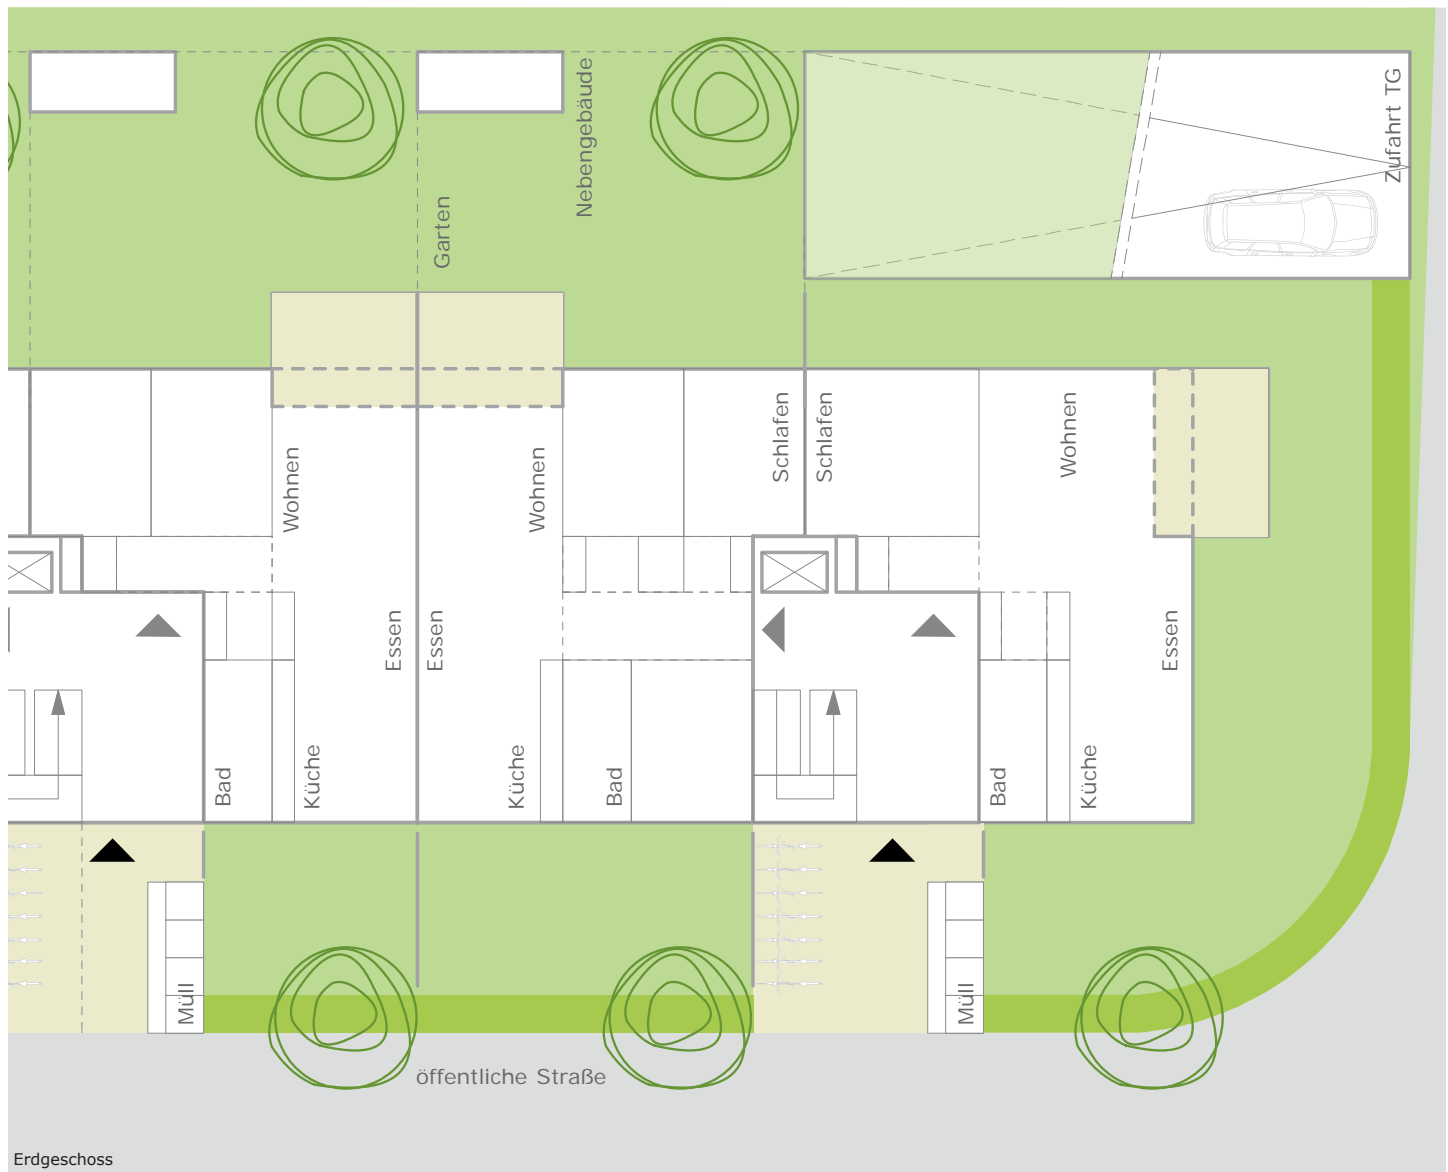 Nebengebäude
Zufahrt TG
Garten
Wohnen
Wohnen
Schlafen
Schlafen
Wohnen
Essen
Essen
Essen
Bad
Küche
Küche
Bad
Bad
Küche
Müll
Müll
öffentliche Straße
Erdgeschoss